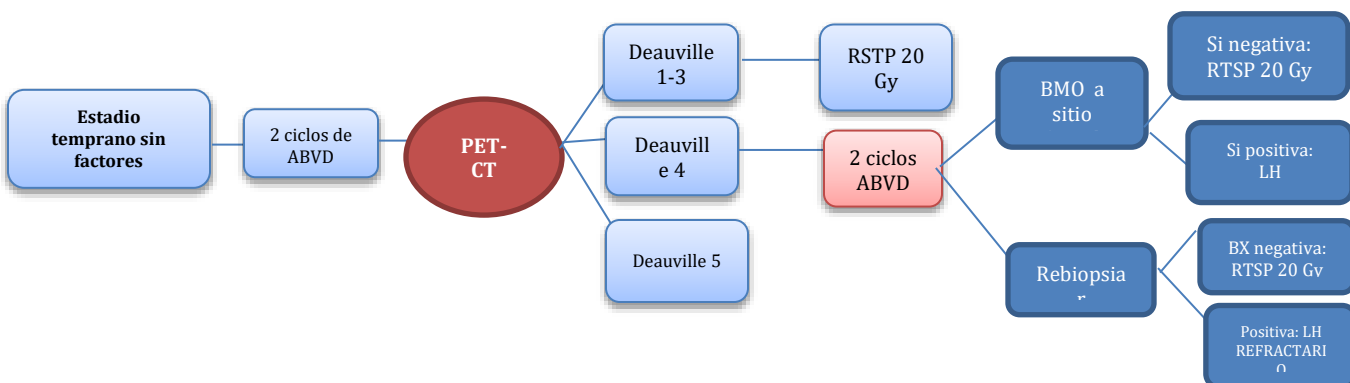 Estadio
temprano sin
factores
2 ciclos de
ABVD
PET-
CT
Deauville
1-3
Deauvill
e 4
Deauville 5
RSTP 20
Gy
2 ciclos
ABVD
BMO a
sitio
Rebiopsia
r
Si negativa:
RTSP 20 Gy
Si positiva:
LH
BX negativa:
RTSP 20 Gy
Positiva: LH
REFRACTARI
O